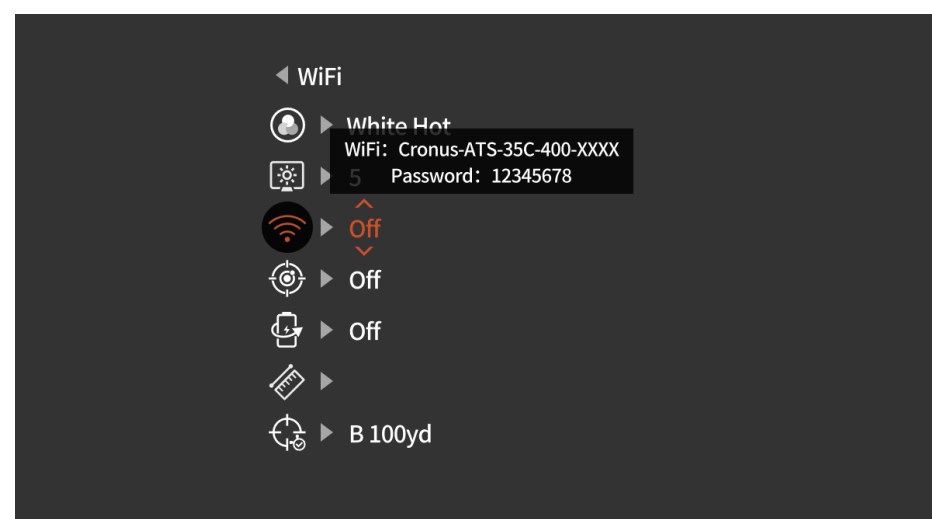 WiFi
White Hot
WiFi: Cronus-ATS-35C-400-XXXX
5
Password: 12345678
Off
Off
Off
B 100yd